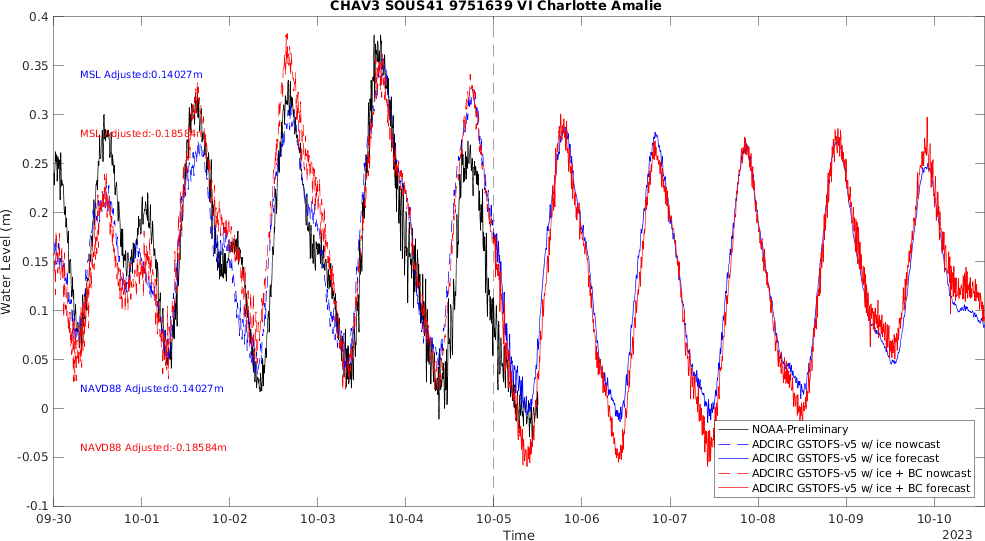 CHAV3 SOUS41 9751639 VI Charlotte Amalie
0.4
0.35
0.3
0.25
0.2
0.15
0.1
0.05
0
-0.05
-0.1
Water Level (m)
MSL Adjusted:0.14027m
MSL Adjusted:-0.18584m
NAVD88 Adjusted:0.14027m
NAVD88 Adjusted:-0.18584m
NOAA-Preliminary
ADCIRC GSTOFS-v5 w/ ice nowcast
ADCIRC GSTOFS-v5 w/ ice forecast
ADCIRC GSTOFS-v5 w/ ice + BC nowcast
ADCIRC GSTOFS-v5 w/ ice + BC forecast
09-30 10-01 10-02 10-03 10-04 10-05 10-06 10-07 10-08 10-09 10-10
Time
2023